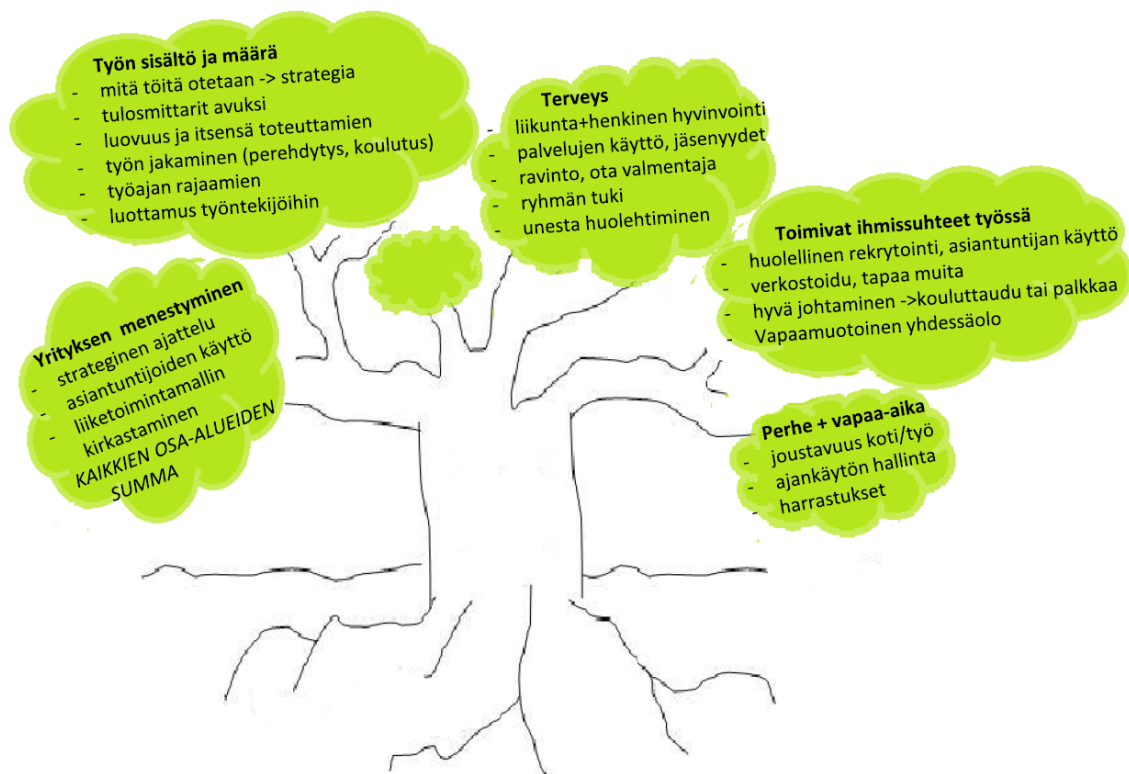 Työn sisältö ja määrä
- mitä töitä otetaan -> strategia
- tulosmittarit avuksi
- luovuus ja itsensä toteuttamien
- työn jakaminen (perehdytys, koulutus)
- työajan rajaamien
- luottamus työntekijöihin
Terveys
- liikunta+henkinen hyvinvointi
- palvelujen käyttö, jäsenyydet
- ravinto, ota valmentaja
- ryhmän tuki
- unesta huolehtiminen
Toimivat ihmissuhteet työssä
- huolellinen rekrytointi, asiantuntijan käyttö
- verkostoidu, tapaa muita
- hyvä johtaminen ->kouluttaudu tai palkkaa
- Vapaamuotoinen yhdessäolo
Yrityksen menestyminen
- strateginen ajattelu
- asiantuntijoiden käyttö
- liiketoimintamallin
kirkastaminen
KAIKKIEN OSA-ALUEIDEN
SUMMA
Perhe + vapaa-aika
- joustavuus koti/työ
- ajankäytön hallinta
- harrastukset